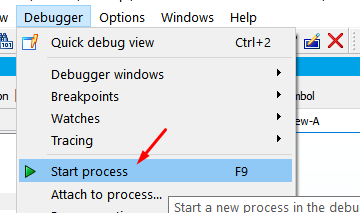 Debugger Options Windows Help
Quick debug view Ctrl+2
Debugger windows
Breakpoints
Watches
Tracing
Start process F9
Attach to process...
Start a new process in the debu